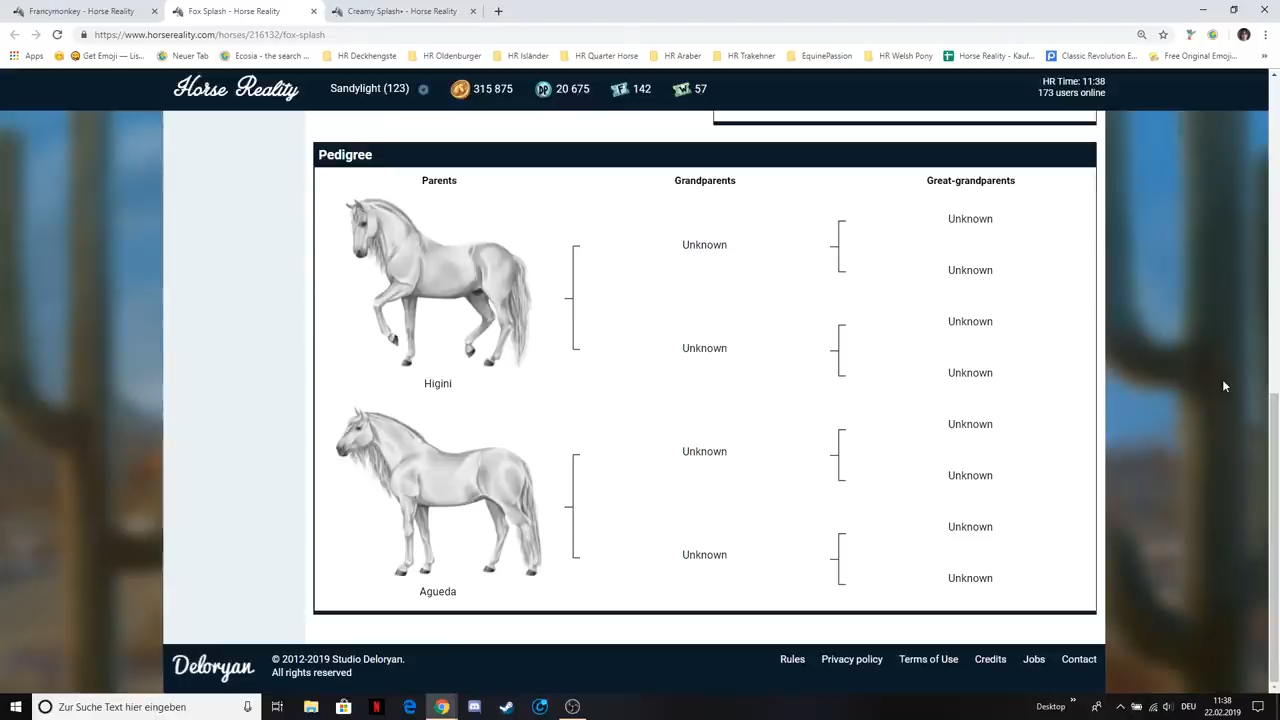 Francymonkey - Horse Reality
Fox Splash - Horse Reality
Creamy Splash• - Horse Reality
https://www.horsereality.com/horses/216132/fox-splash
Apps
Get Emoji — Lis...
Neuer Tab
Ecosia - the search ...
HR Deckhengste
HR Oldenburger
HR Isländer
HR Quarter Horse
HR Araber
HR Trakehner
EquinePassion
HR Welsh Pony
Horse Reality - Kauf...
Classic Revolution E...
Free Original Emoji...
Horse Reality
Sandylight (123)
315 875
DP
20 675
142
57
HR Time: 11:38
173 users online
Pedigree
Parents
Grandparents
Great-grandparents
Unknown
Unknown
Unknown
Unknown
Unknown
Unknown
Higini
Unknown
Unknown
Unknown
Unknown
Unknown
Unknown
Agueda
Deloryan
© 2012-2019 Studio Deloryan.
All rights reserved
Rules
Privacy policy
Terms of Use
Credits
Jobs
Contact
Zur Suche Text hier eingeben
Desktop
DEU
11:38
22.02.2019